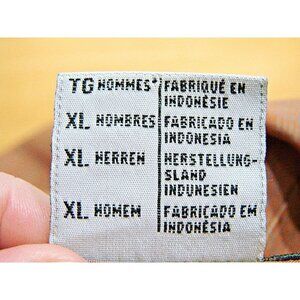 TG HOMMES* FABRIQUÉ EN
INDONÉSIE
XL HOMBRES FABRICADO EN
INDONESIA
XL HERREN HERSTELLUNG-
SLAND
INDUNESIEN
XL HOMEM FABRICADO EM
INDONÉSIA